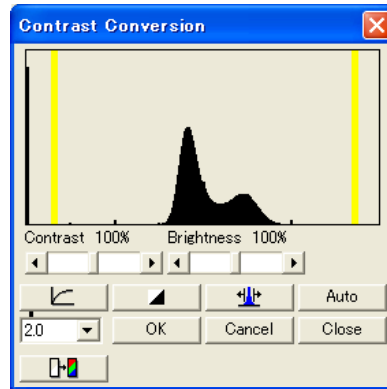 Contrast Conversion
Contrast 100% Brightness 100%
Auto
2.0 OK Cancel Close